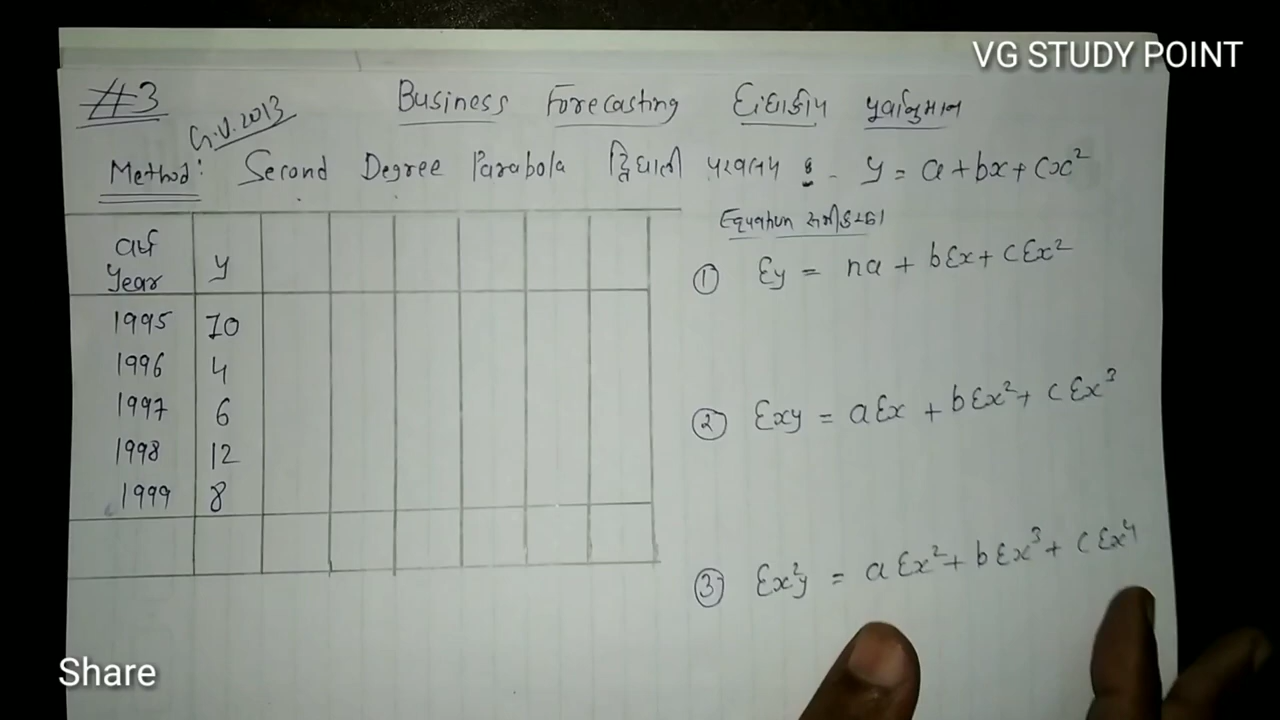 VG STUDY POINT
#3 Business Forecasting ધંધાકીય પૂર્વાનુમાન
G.U. 2013
Method: Second Degree Parabola દ્વિઘાતી પરવલય : - y = a + bx + cx²
Equation સમીકરણ
વર્ષ
Year y
1995 10
1996 4
1997 6
1998 12
1999 8
① Σy = na + bΣx + cΣx²
② Σxy = aΣx + bΣx² + cΣx³
③ Σx²y = aΣx² + bΣx³ + cΣx⁴
Share